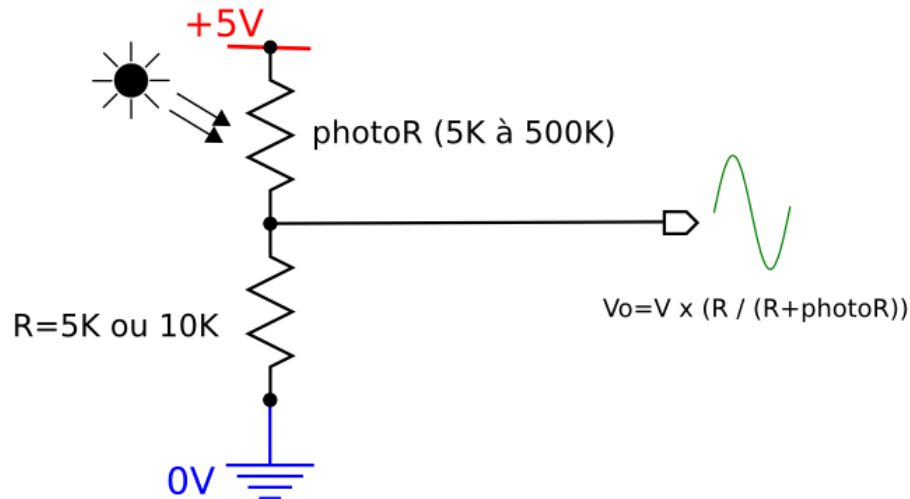 +5V
photoR (5K à 500K)
Vo=V x (R / (R+photoR))
R=5K ou 10K
0V